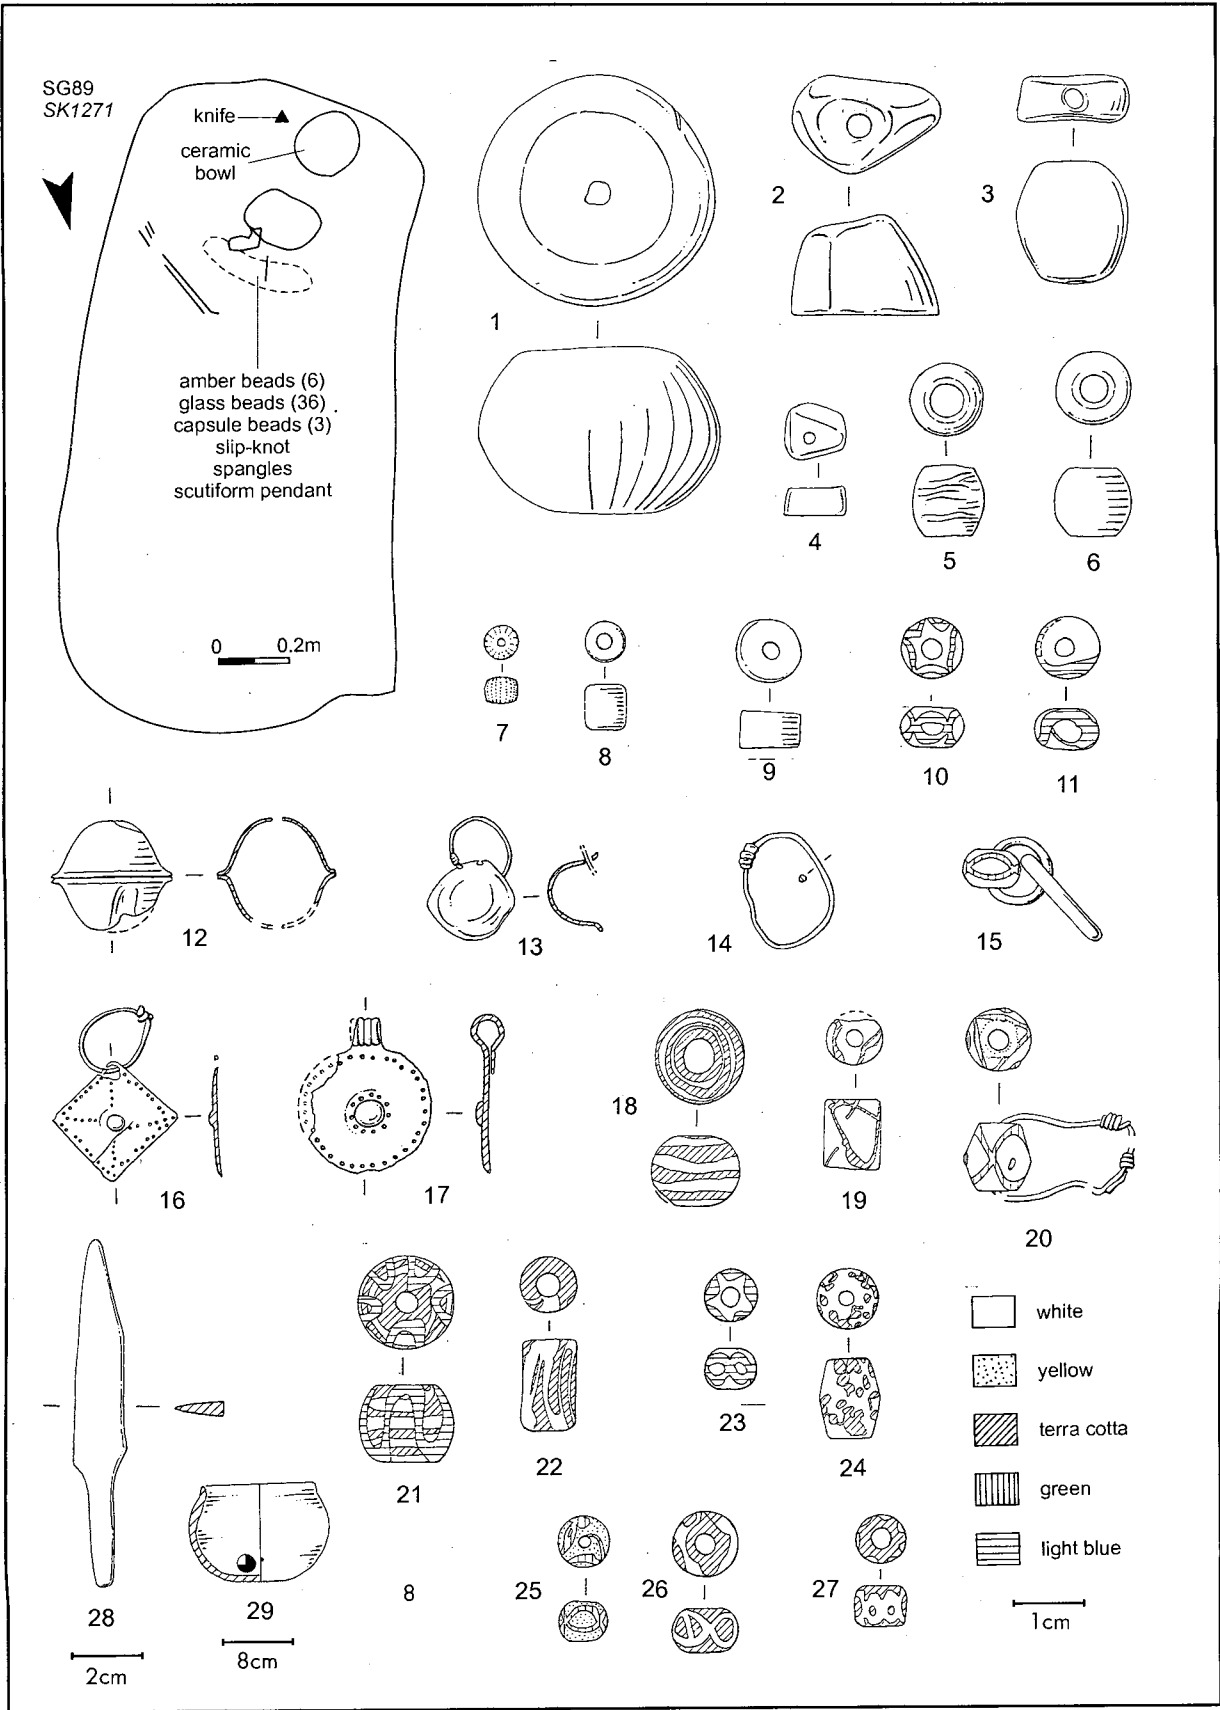 SG89
SK1271
knife
ceramic
bowl
amber beads (6)
glass beads (36)
capsule beads (3)
slip-knot
spangles
scutiform pendant
0 0.2m
1
2
3
4
5
6
7
8
9
10
11
12
13
14
15
16
17
18
19
20
21
22
23
24
white
yellow
terra cotta
green
light blue
1cm
28
2cm
29
8cm
8
25
26
27